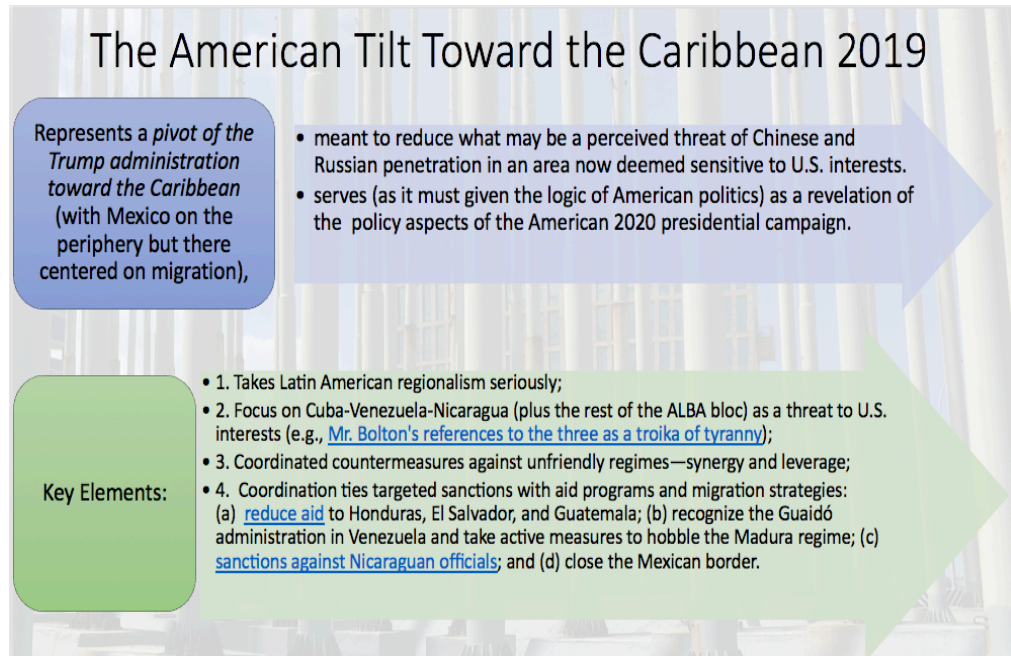 The American Tilt Toward the Caribbean 2019
Represents a pivot of the
Trump administration
toward the Caribbean
(with Mexico on the
periphery but there
centered on migration),
• meant to reduce what may be a perceived threat of Chinese and
Russian penetration in an area now deemed sensitive to U.S. interests.
• serves (as it must given the logic of American politics) as a revelation of
the policy aspects of the American 2020 presidential campaign.
Key Elements:
• 1. Takes Latin American regionalism seriously;
• 2. Focus on Cuba-Venezuela-Nicaragua (plus the rest of the ALBA bloc) as a threat to U.S.
interests (e.g., Mr. Bolton's references to the three as a troika of tyranny);
• 3. Coordinated countermeasures against unfriendly regimes—synergy and leverage;
• 4. Coordination ties targeted sanctions with aid programs and migration strategies:
(a) reduce aid to Honduras, El Salvador, and Guatemala; (b) recognize the Guaidó
administration in Venezuela and take active measures to hobble the Madura regime; (c)
sanctions against Nicaraguan officials; and (d) close the Mexican border.